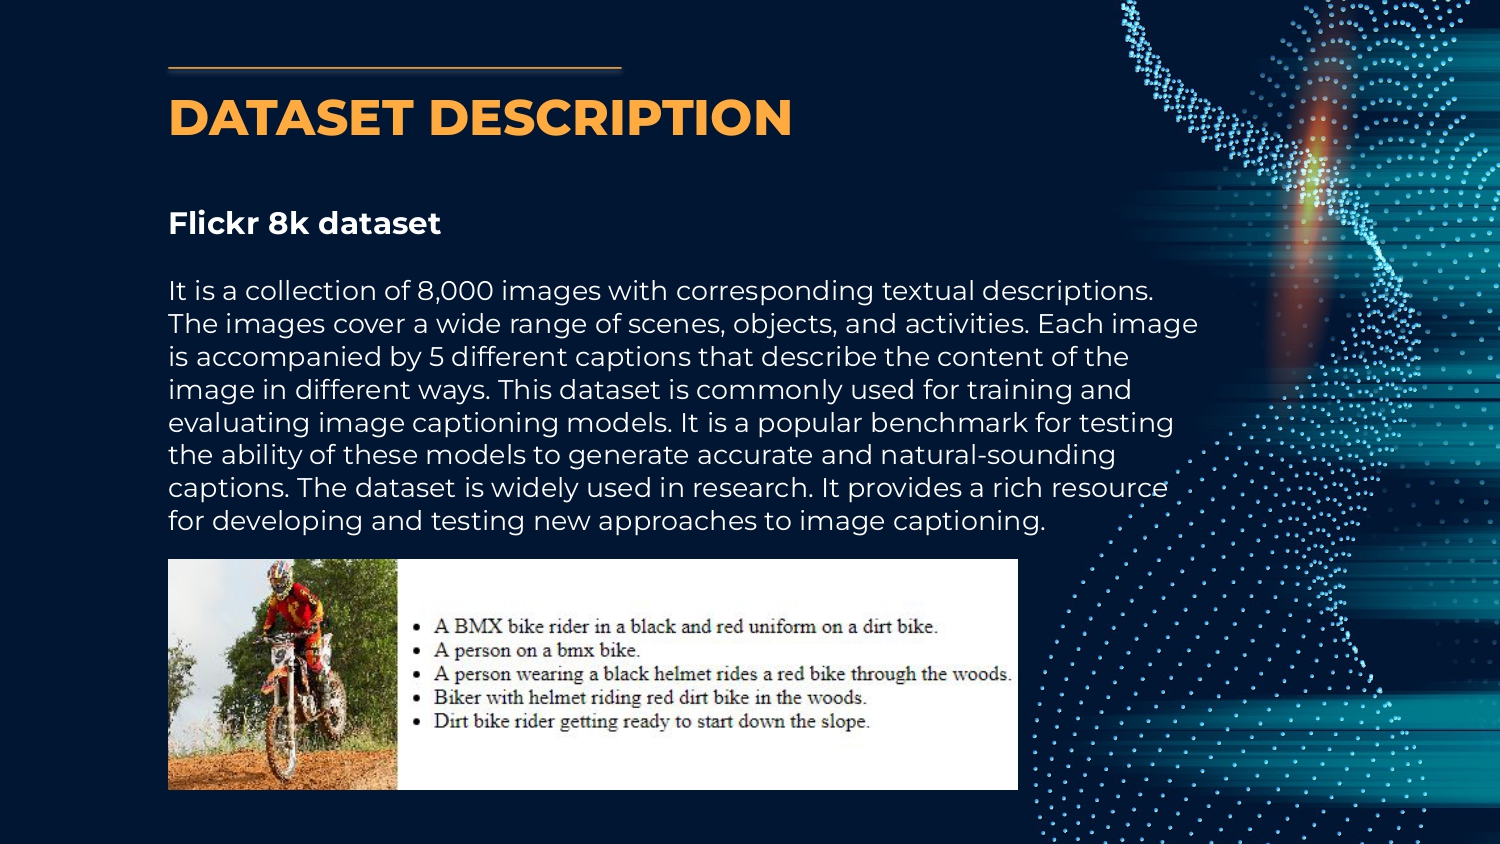 DATASET DESCRIPTION
Flickr 8k dataset
It is a collection of 8,000 images with corresponding textual descriptions.
The images cover a wide range of scenes, objects, and activities. Each image
is accompanied by 5 different captions that describe the content of the
image in different ways. This dataset is commonly used for training and
evaluating image captioning models. It is a popular benchmark for testing
the ability of these models to generate accurate and natural-sounding
captions. The dataset is widely used in research. It provides a rich resource
for developing and testing new approaches to image captioning.
• A BMX bike rider in a black and red uniform on a dirt bike.
• A person on a bmx bike.
• A person wearing a black helmet rides a red bike through the woods.
• Biker with helmet riding red dirt bike in the woods.
• Dirt bike rider getting ready to start down the slope.